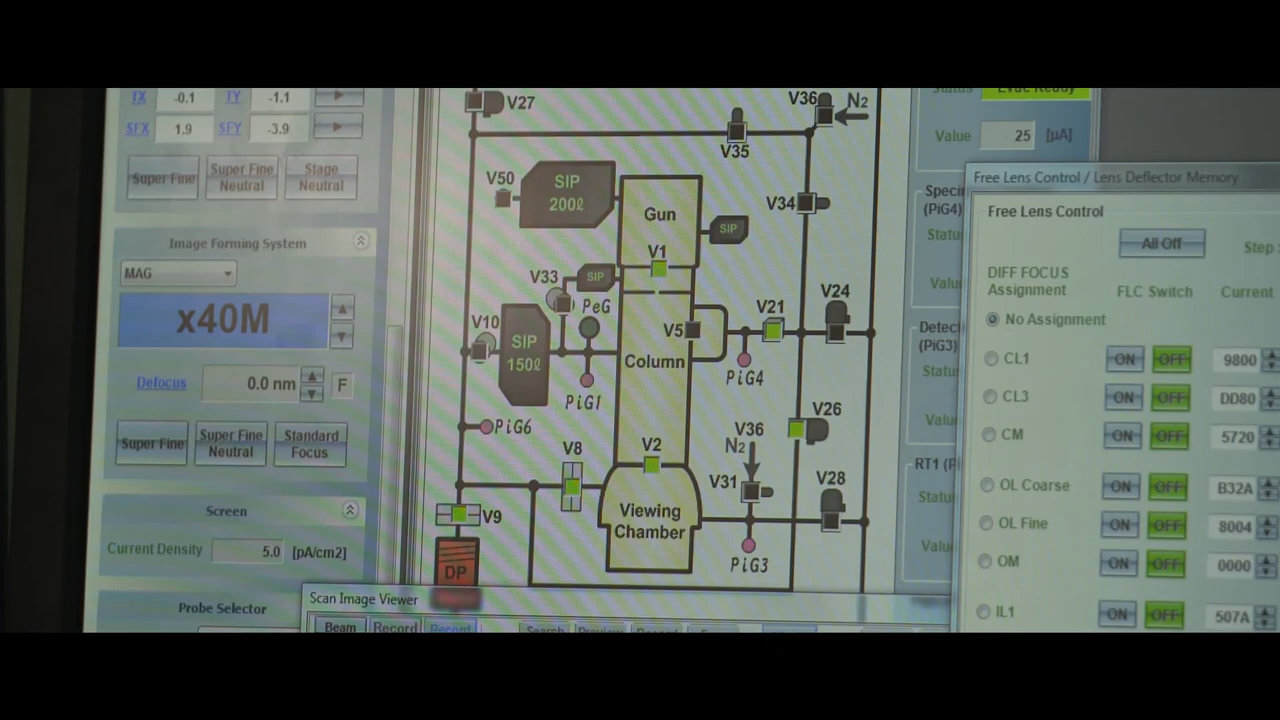 TX -0.1 TY -1.1
SFX 1.9 SFY -3.9
Super Fine
Super Fine
Neutral
Stage
Neutral
Image Forming System
MAG
x40M
Defocus 0.0 nm F
Super Fine
Super Fine
Neutral
Standard
Focus
Screen
Current Density 5.0 [pA/cm2]
Probe Selector
V27
V36
N2
V35
V50
SIP
200ℓ
Gun
V34
SIP
V1
V33
SIP
PeG
V10
SIP
150ℓ
V5
V21
V24
Column
PiG1
PiG4
PiG6
V26
V36
N2
V8
V2
V31
V28
Viewing
Chamber
V9
PiG3
DP
Scan Image Viewer
Beam
Record
Record
Status
Evac Ready
Value 25 [µA]
(PiG4)
(PiG3)
Free Lens Control / Lens Deflector Memory
Free Lens Control
All Off
Step
DIFF FOCUS
Assignment
FLC Switch
Current
No Assignment
CL1 ON OFF 9800
CL3 ON OFF DD80
CM ON OFF 5720
OL Coarse ON OFF B32A
OL Fine ON OFF 8004
OM ON OFF 0000
IL1 ON OFF 507A